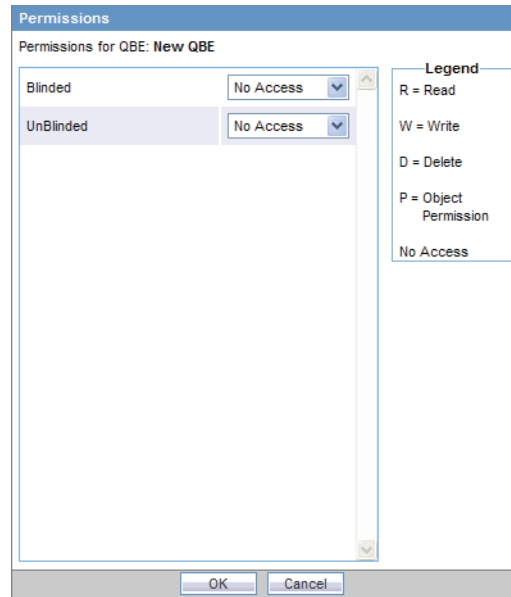 Permissions
Permissions for QBE: New QBE
Blinded No Access
UnBlinded No Access
Legend
R = Read
W = Write
D = Delete
P = Object
Permission
No Access
OK Cancel